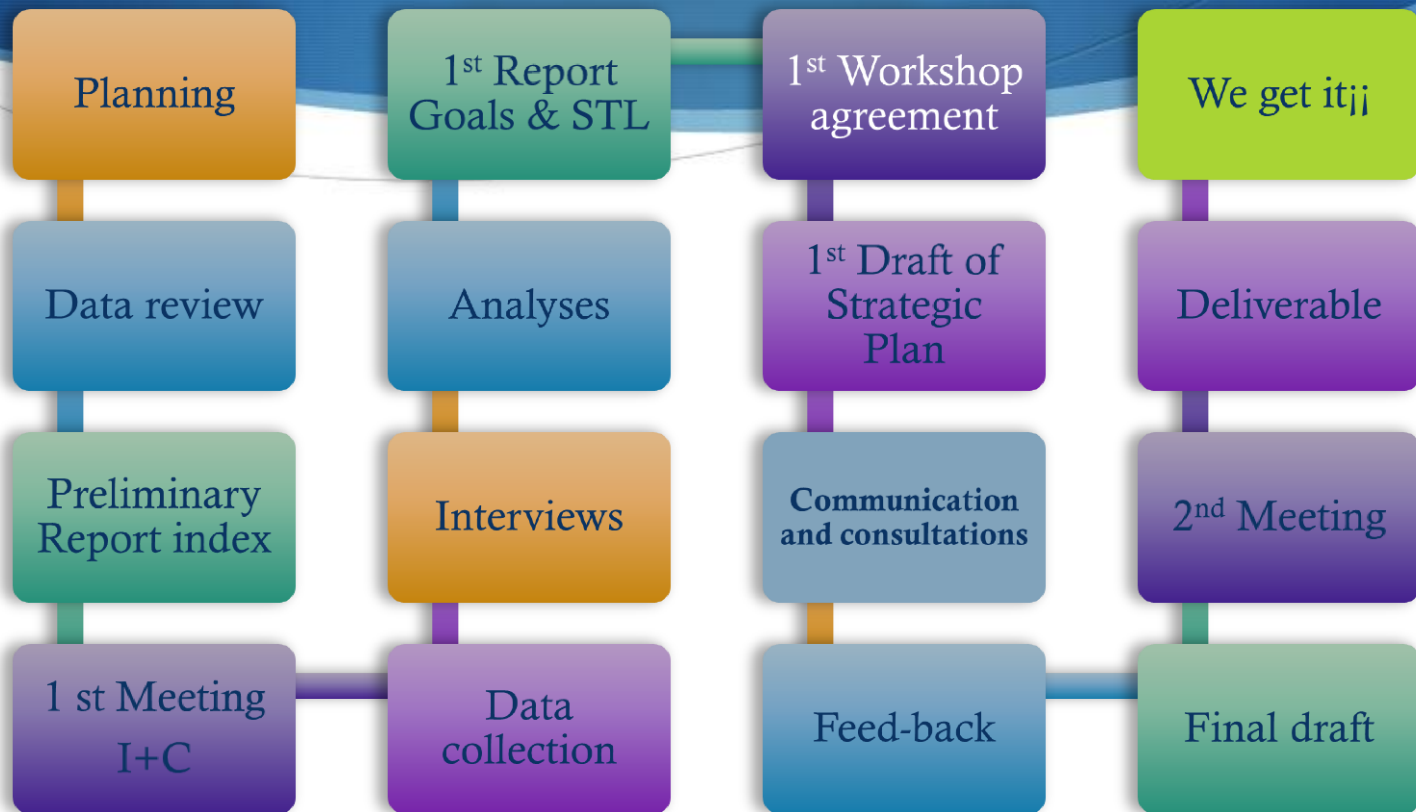 Planning
Data review
Preliminary
Report index
1 st Meeting
I+C
Data
collection
Interviews
Analyses
1st Report
Goals & STL
1st Workshop
agreement
1st Draft of
Strategic
Plan
Communication
and consultations
Feed-back
Final draft
2nd Meeting
Deliverable
We get it¡¡